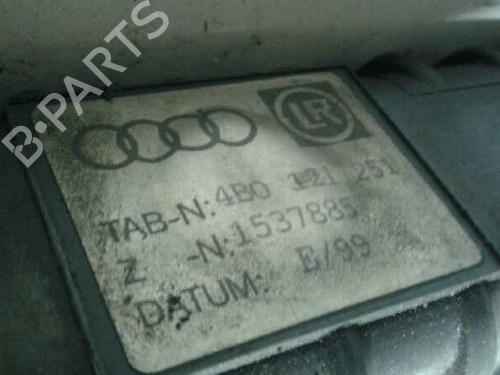 B-PARTS
LR
TAB-N:4B0 121 251
Z -N:1537885
DATUM: E/99